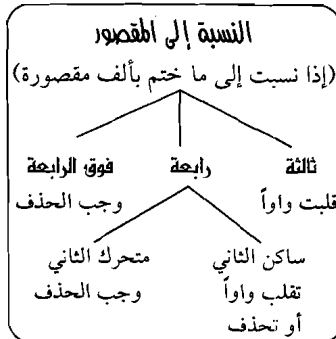 النسبة إلى المقصور
(إذا نسبت إلى ما ختم بألف مقصورة)
ثالثة رابعة فوق الرابعة
قلبت واواً وجب الحذف
ساكن الثاني متحرك الثاني
تقلب واواً وجب الحذف
أو تحذف